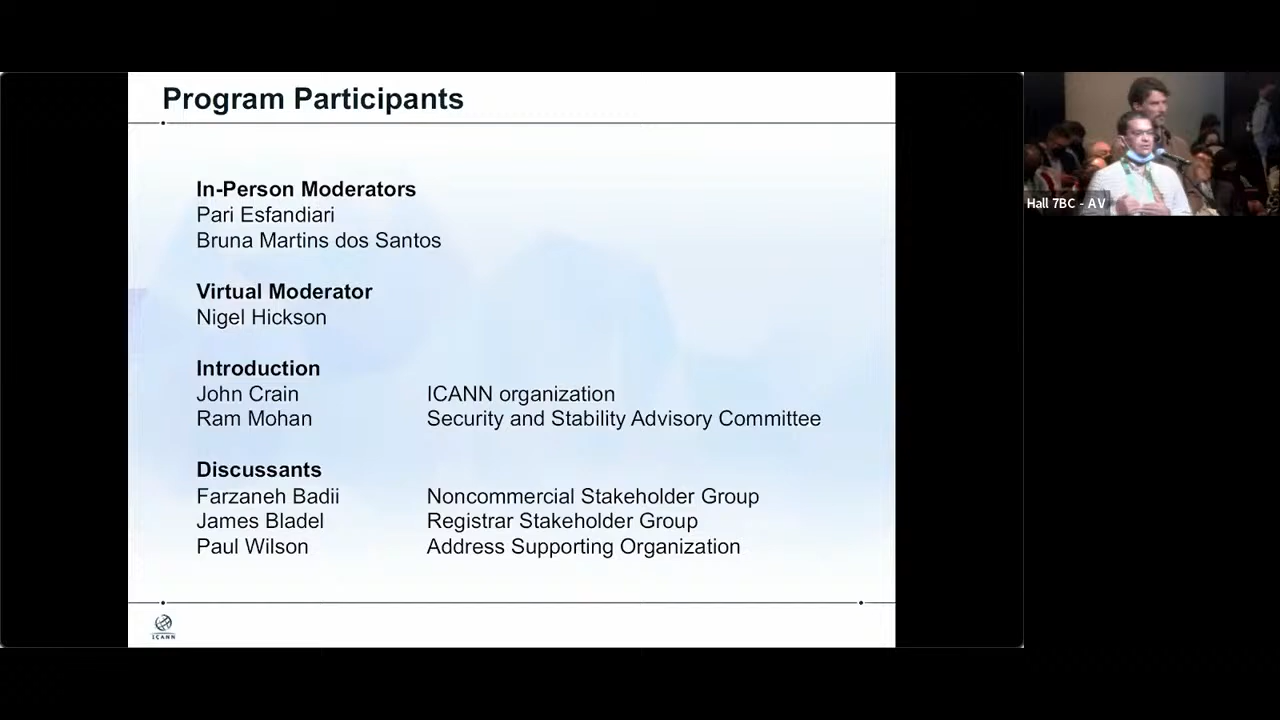 Program Participants
In-Person Moderators
Pari Esfandiari
Bruna Martins dos Santos
Virtual Moderator
Nigel Hickson
Introduction
John Crain ICANN organization
Ram Mohan Security and Stability Advisory Committee
Discussants
Farzaneh Badii Noncommercial Stakeholder Group
James Bladel Registrar Stakeholder Group
Paul Wilson Address Supporting Organization
ICANN
Hall 7BC - AV